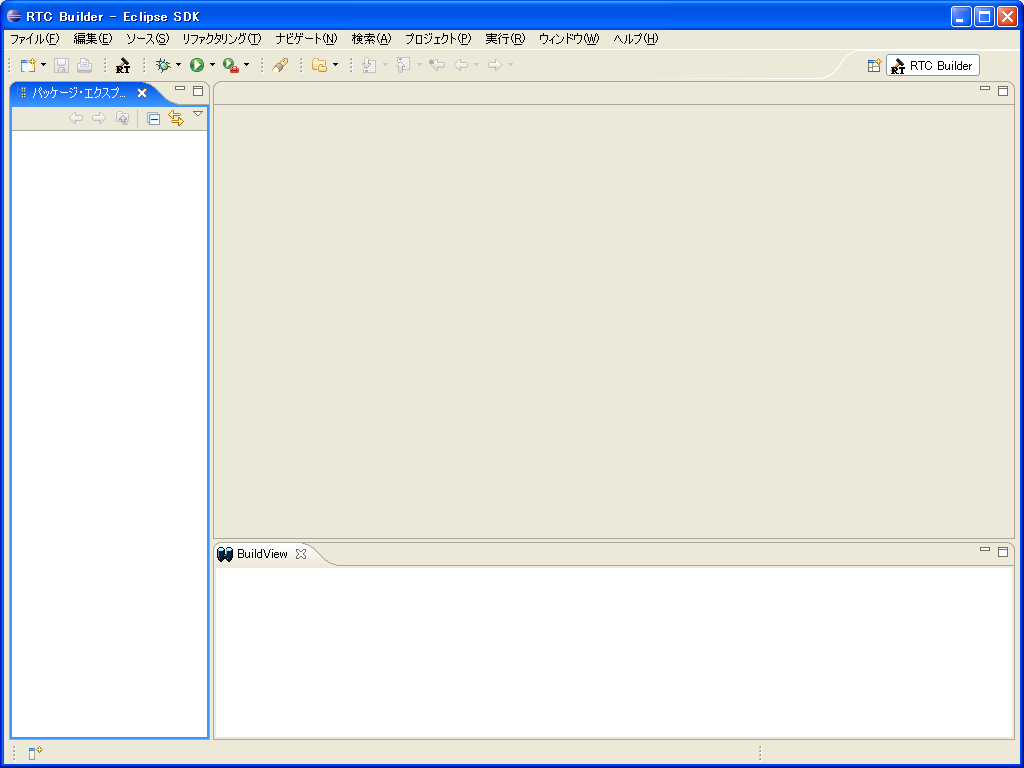 RTC Builder - Eclipse SDK
ファイル(F) 編集(E) ソース(S) リファクタリング(T) ナビゲート(N) 検索(A) プロジェクト(P) 実行(R) ウィンドウ(W) ヘルプ(H)
RT
RT RTC Builder
パッケージ・エクスプ...
BuildView